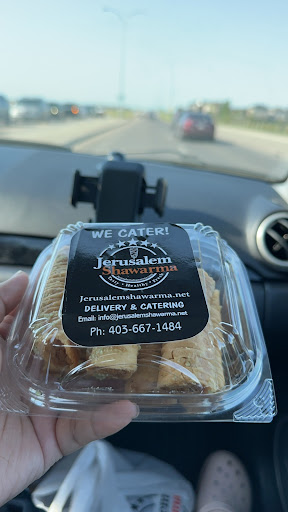 WE CATER!
Jerusalem
Shawarma
Jerusalemshawarma.net
DELIVERY & CATERING
Email: info@jerusalemshawarma.net
Ph: 403-667-1484